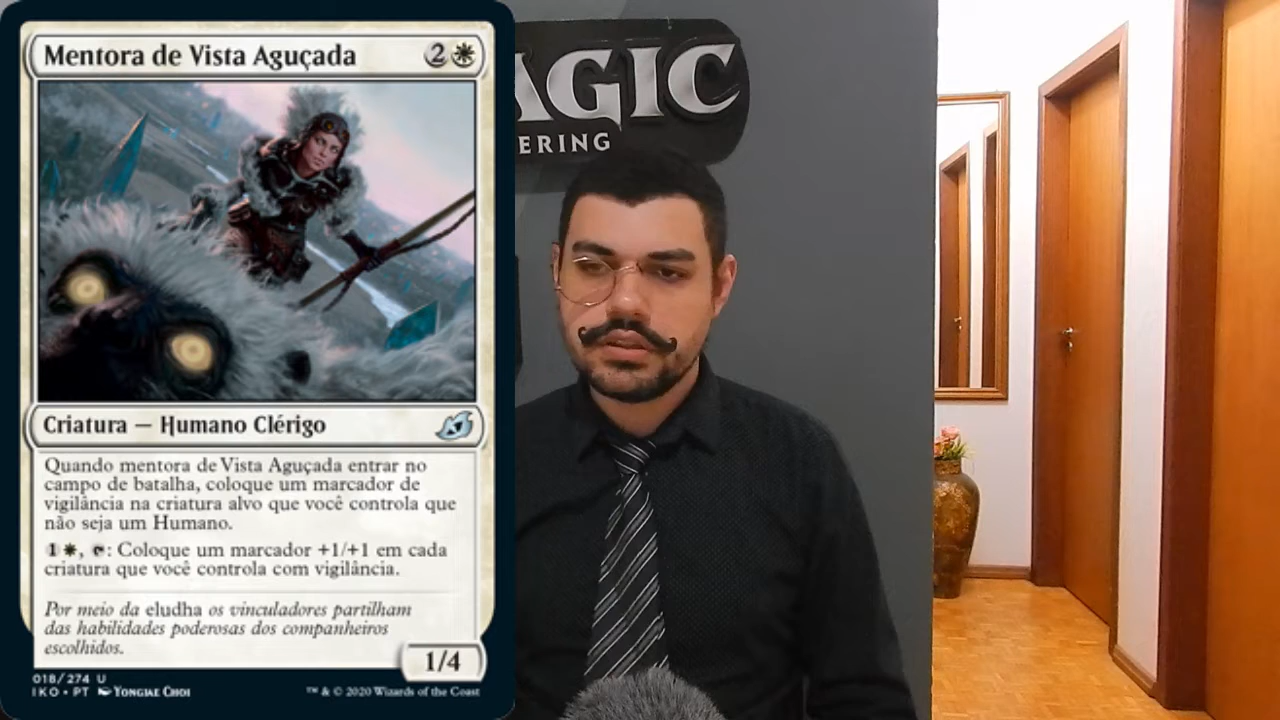 Mentora de Vista Aguçada 2
Criatura — Humano Clérigo
Quando mentora de Vista Aguçada entrar no
campo de batalha, coloque um marcador de
vigilância na criatura alvo que você controla que
não seja um Humano.
1 , : Coloque um marcador +1/+1 em cada
criatura que você controla com vigilância.
Por meio da eludha os vinculadores partilham
das habilidades poderosas dos companheiros
escolhidos.
1/4
018/274 U
IKO • PT Yongjae Choi
™ & © 2020 Wizards of the Coast
AGIC
ERING